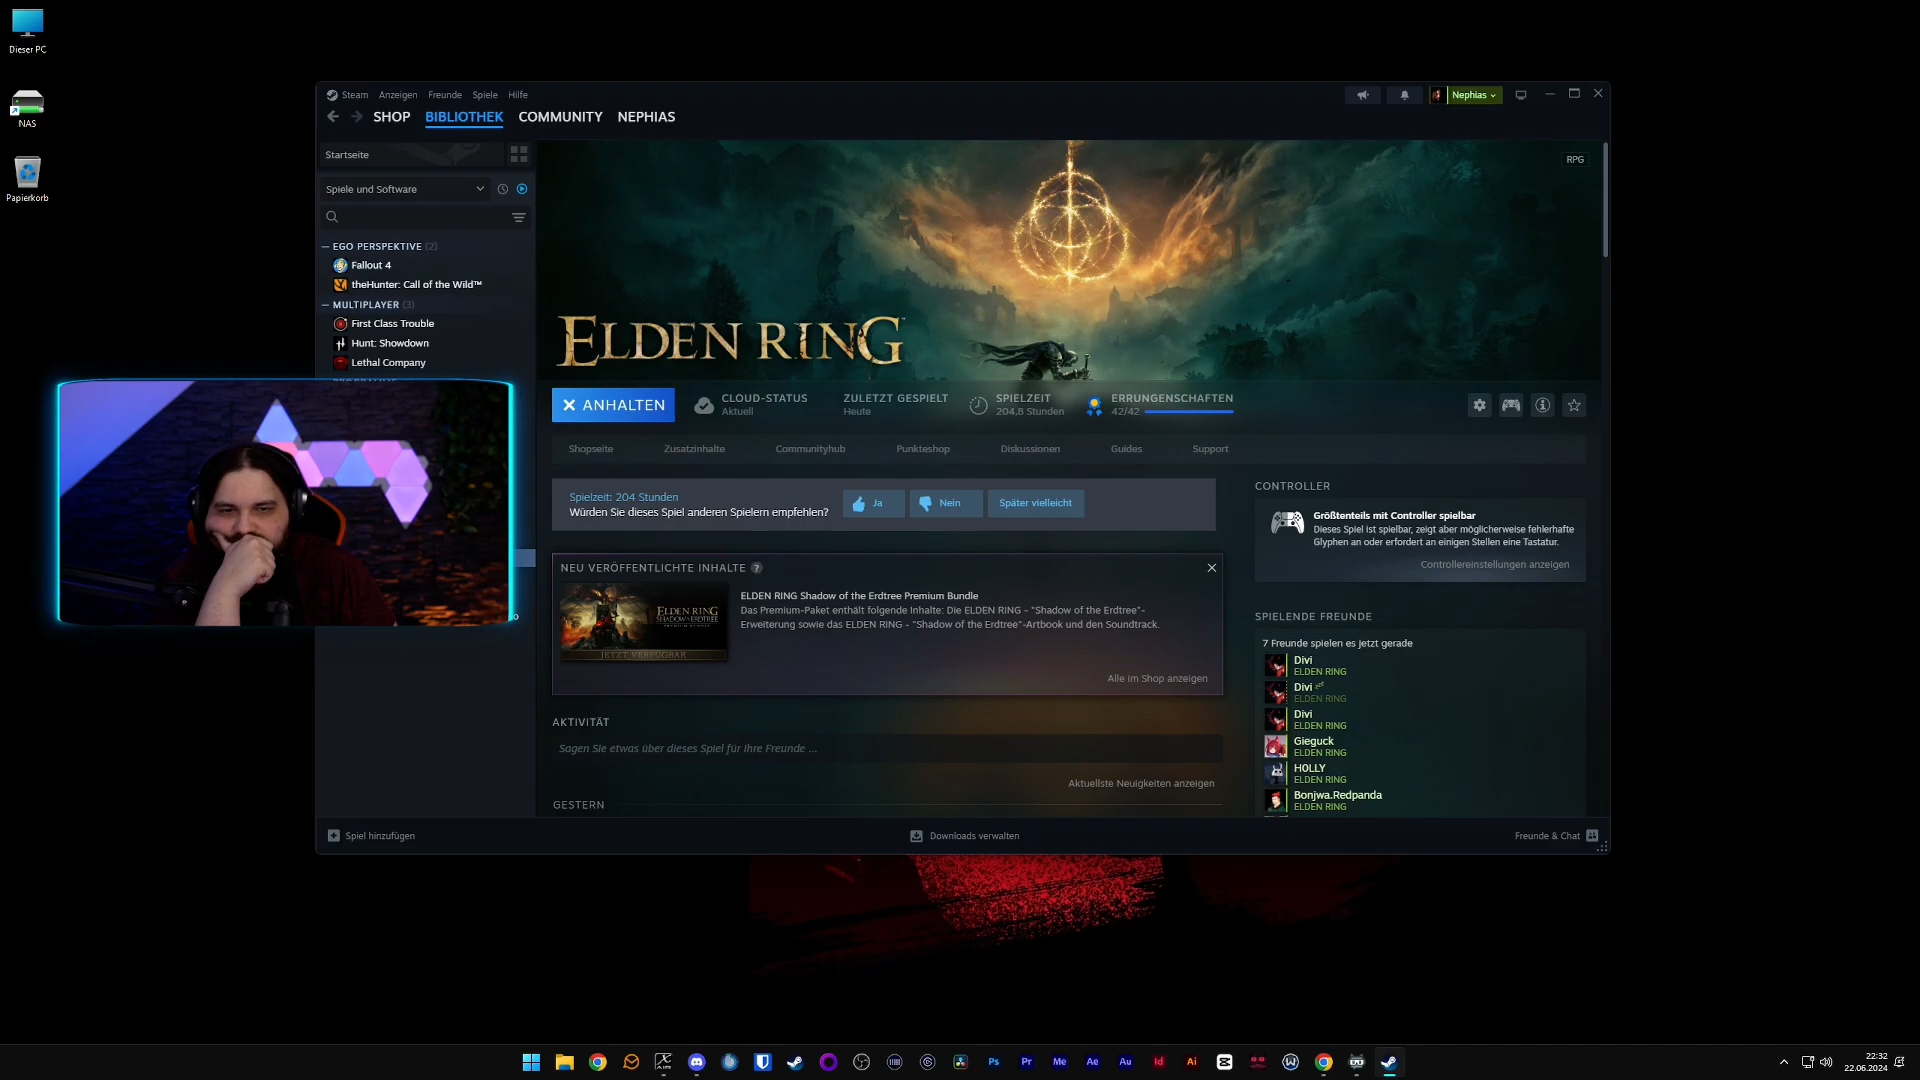 Dieser PC
NAS
Papierkorb
Steam Anzeigen Freunde Spiele Hilfe
Nephias
SHOP BIBLIOTHEK COMMUNITY NEPHIAS
Startseite
Spiele und Software
EGO PERSPEKTIVE (2)
Fallout 4
theHunter: Call of the Wild™
MULTIPLAYER (3)
First Class Trouble
Hunt: Showdown
Lethal Company
RPG
ELDEN RING
ANHALTEN
CLOUD-STATUS
Aktuell
ZULETZT GESPIELT
Heute
SPIELZEIT
204,8 Stunden
ERRUNGENSCHAFTEN
42/42
Shopseite Zusatzinhalte Communityhub Punkteshop Diskussionen Guides Support
Spielzeit: 204 Stunden
Würden Sie dieses Spiel anderen Spielern empfehlen?
Ja Nein Später vielleicht
NEU VERÖFFENTLICHTE INHALTE ?
ELDEN RING
SHADOW OF THE ERDTREE
JETZT VERFÜGBAR
ELDEN RING Shadow of the Erdtree Premium Bundle
Das Premium-Paket enthält folgende Inhalte: Die ELDEN RING - "Shadow of the Erdtree"-
Erweiterung sowie das ELDEN RING - "Shadow of the Erdtree"-Artbook und den Soundtrack.
Alle im Shop anzeigen
AKTIVITÄT
Sagen Sie etwas über dieses Spiel für Ihre Freunde ...
Aktuellste Neuigkeiten anzeigen
GESTERN
CONTROLLER
Größtenteils mit Controller spielbar
Dieses Spiel ist spielbar, zeigt aber möglicherweise fehlerhafte
Glyphen an oder erfordert an einigen Stellen eine Tastatur.
Controllereinstellungen anzeigen
SPIELENDE FREUNDE
7 Freunde spielen es jetzt gerade
Divi
ELDEN RING
Divi zzz
ELDEN RING
Divi
ELDEN RING
Gieguck
ELDEN RING
H0LLY
ELDEN RING
Bonjwa.Redpanda
ELDEN RING
Spiel hinzufügen
Downloads verwalten
Freunde & Chat
Ps Pr Me Ae Au Id Ai
22:32
22.06.2024